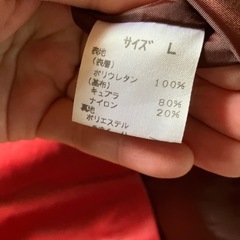 サイズ L
表地
(表層)
ポリウレタン 100%
(基布)
キュプラ 80%
ナイロン 20%
裏地
ポリエステル